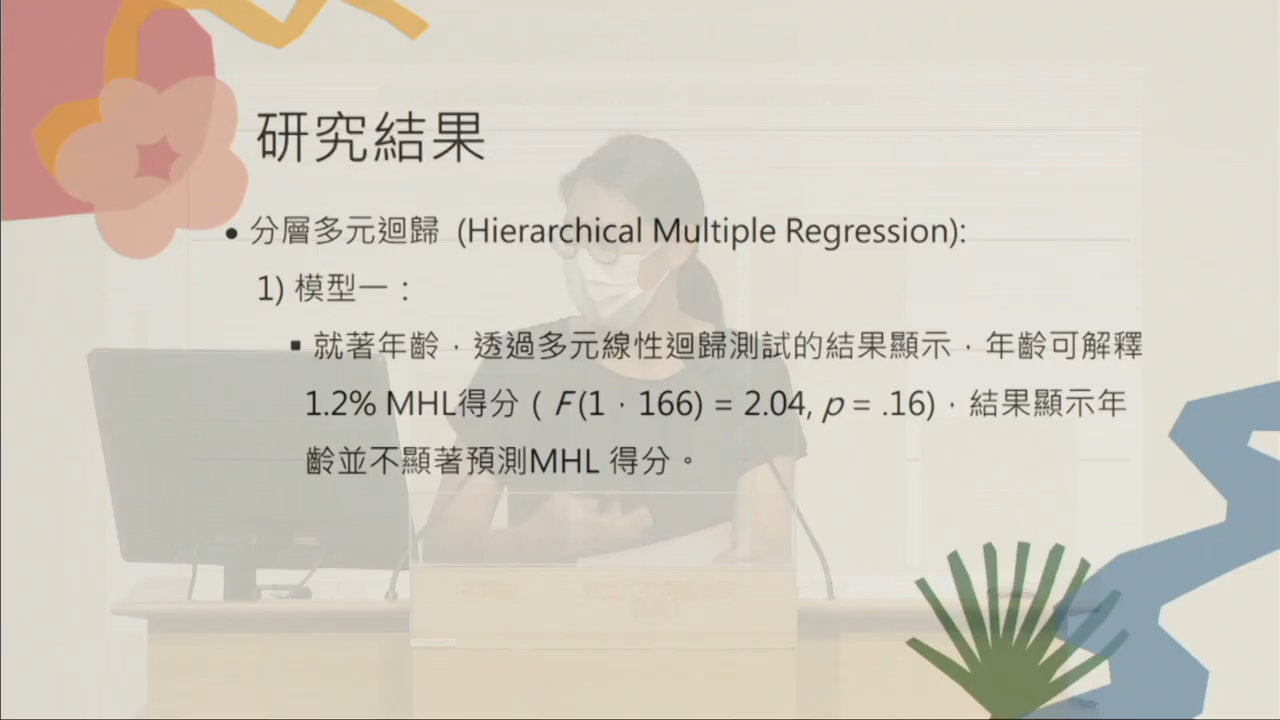 研究結果
• 分層多元迴歸 (Hierarchical Multiple Regression):
1) 模型一：
▪ 就著年齡，透過多元線性迴歸測試的結果顯示，年齡可解釋
1.2% MHL得分 ( F(1，166) = 2.04, p = .16)，結果顯示年
齡並不顯著預測MHL 得分。